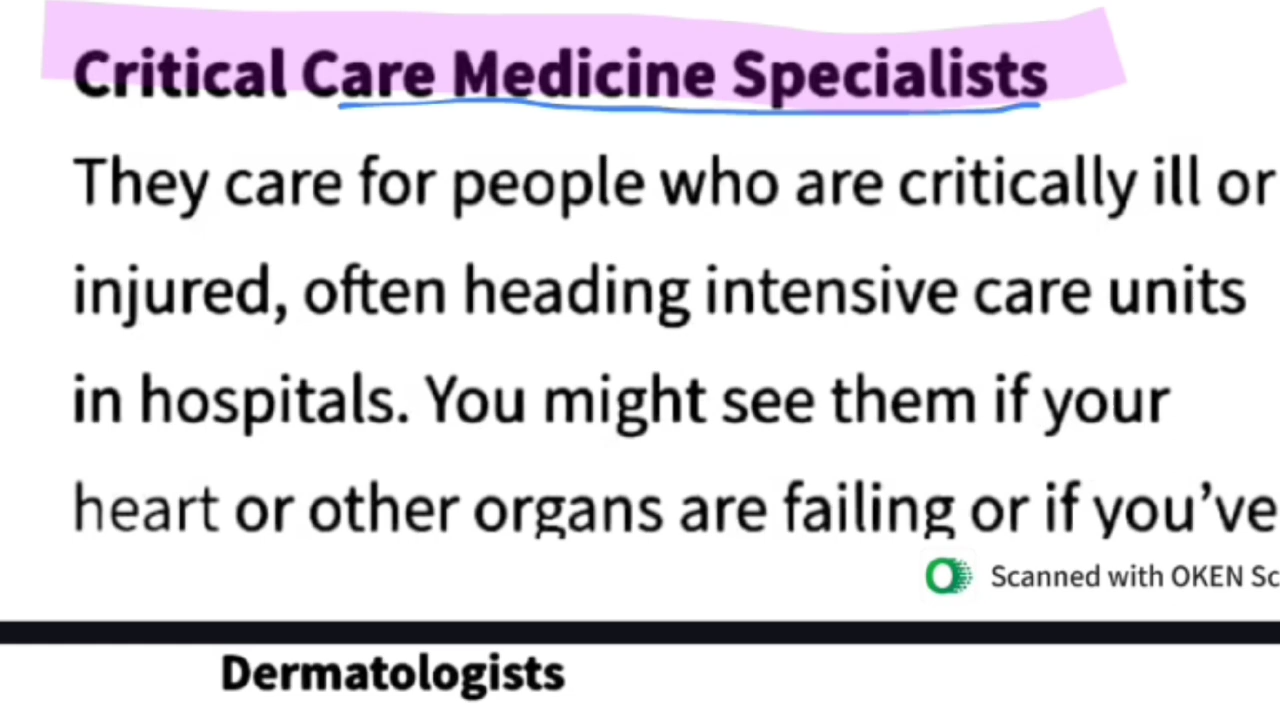 Critical Care Medicine Specialists
They care for people who are critically ill or
injured, often heading intensive care units
in hospitals. You might see them if your
heart or other organs are failing or if you've
Scanned with OKEN Sc
Dermatologists